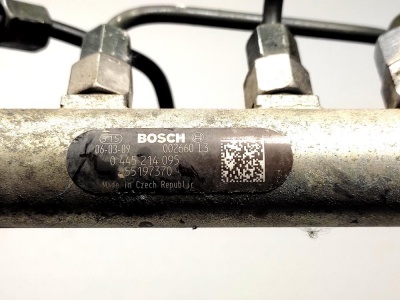 BOSCH
06-03-09 002660 L3
0 445 214 095
55197370
Made in Czech Republic